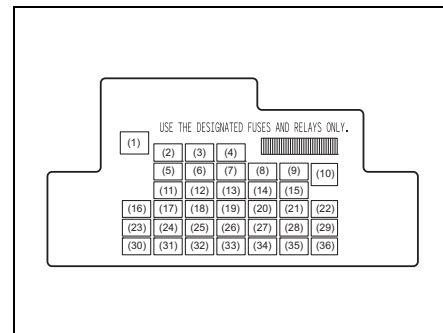 USE THE DESIGNATED FUSES AND RELAYS ONLY.
(1)
(2) (3) (4)
(5) (6) (7) (8) (9) (10)
(11) (12) (13) (14) (15)
(16) (17) (18) (19) (20) (21) (22)
(23) (24) (25) (26) (27) (28) (29)
(30) (31) (32) (33) (34) (35) (36)